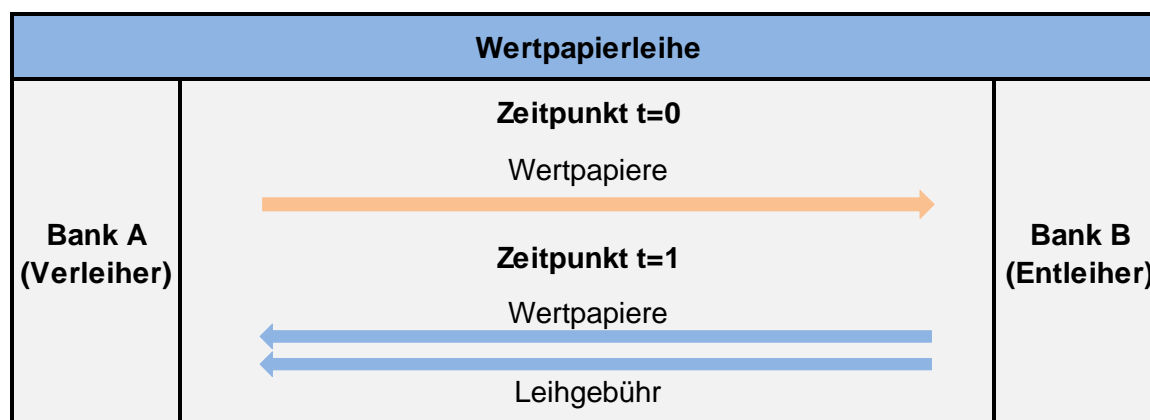 Wertpapierleihe
Zeitpunkt t=0
Wertpapiere
Bank A
(Verleiher)
Zeitpunkt t=1
Bank B
(Entleiher)
Wertpapiere
Leihgebühr